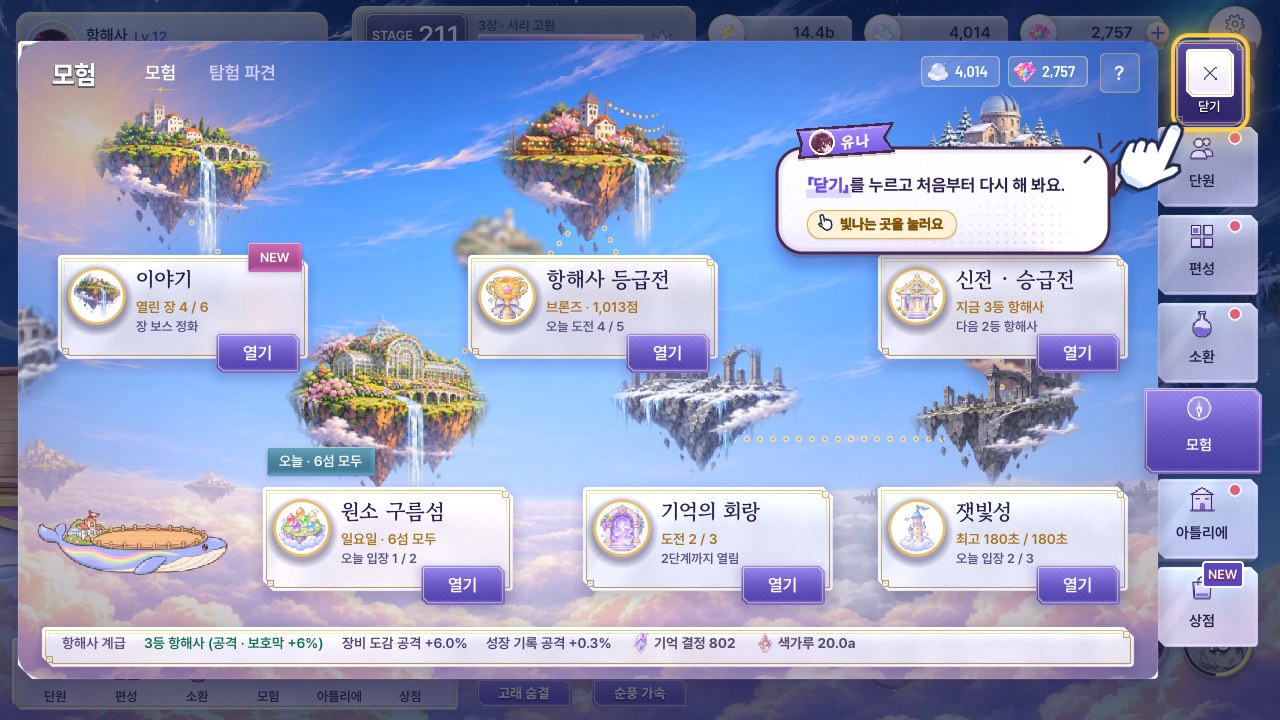 항해사 Lv.12
STAGE 211
3장 · 서리 고원
14.4b
4,014
2,757
모험
모험
탐험 파견
4,014
2,757
?
닫기
유나
「닫기」를 누르고 처음부터 다시 해 봐요.
빛나는 곳을 눌러요
단원
편성
소환
모험
아틀리에
NEW
상점
NEW
이야기
열린 장 4 / 6
장 보스 정화
열기
항해사 등급전
브론즈 · 1,013점
오늘 도전 4 / 5
열기
신전 · 승급전
지금 3등 항해사
다음 2등 항해사
열기
오늘 · 6섬 모두
원소 구름섬
일요일 · 6섬 모두
오늘 입장 1 / 2
열기
기억의 회랑
도전 2 / 3
2단계까지 열림
열기
잿빛성
최고 180초 / 180초
오늘 입장 2 / 3
열기
항해사 계급 3등 항해사 (공격 · 보호막 +6%) 장비 도감 공격 +6.0% 성장 기록 공격 +0.3% 기억 결정 802 색가루 20.0a
단원 편성 소환 모험 아틀리에 상점
고래 숨결
순풍 가속